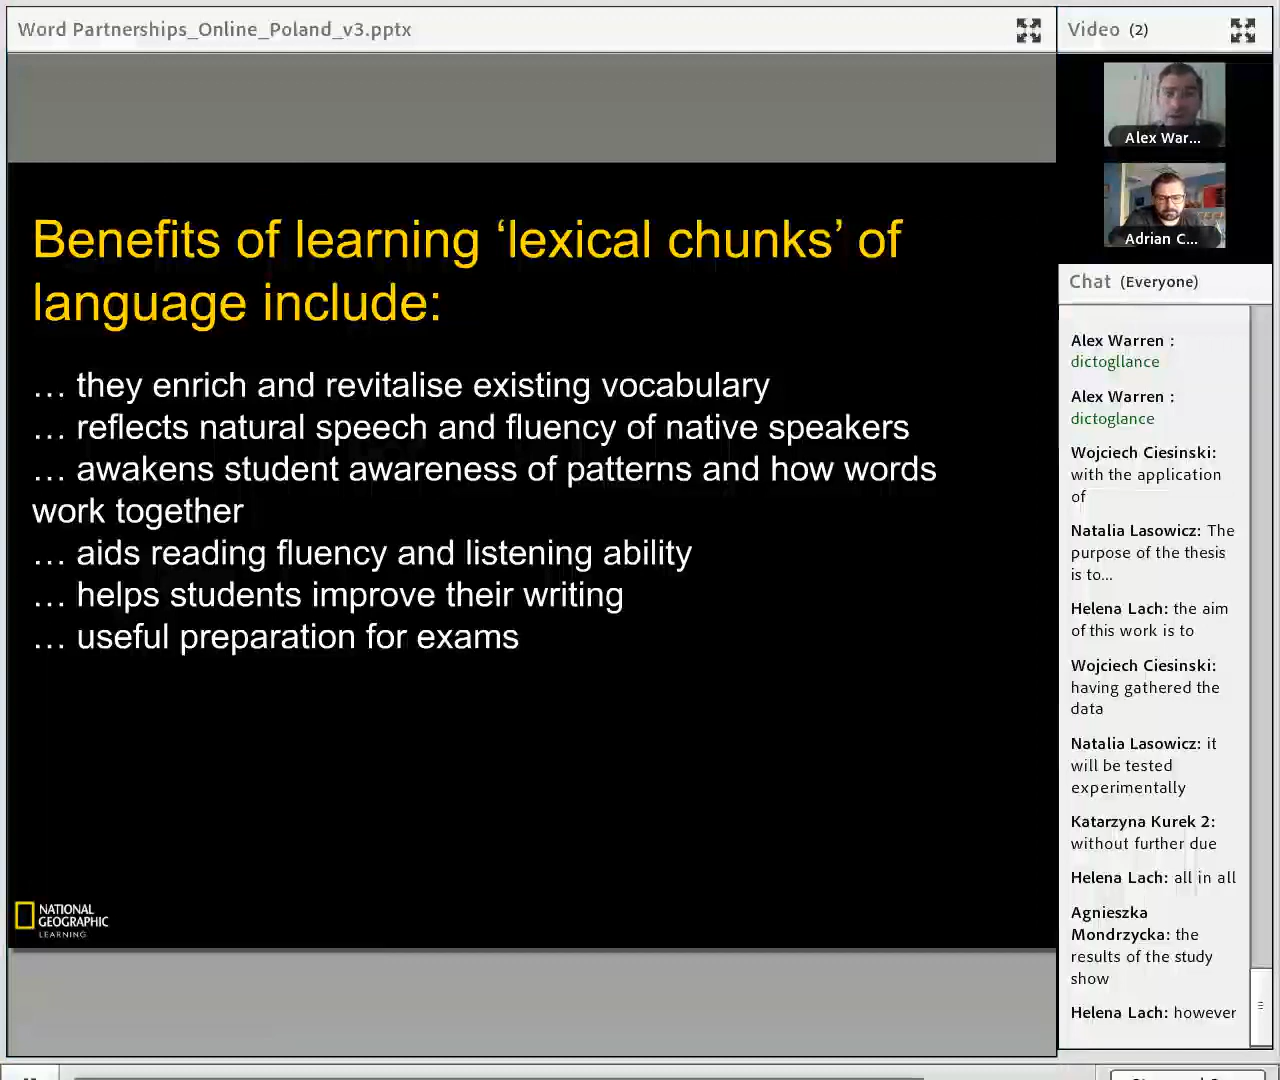 Word Partnerships_Online_Poland_v3.pptx
Benefits of learning ‘lexical chunks’ of
language include:
… they enrich and revitalise existing vocabulary
… reflects natural speech and fluency of native speakers
… awakens student awareness of patterns and how words
work together
… aids reading fluency and listening ability
… helps students improve their writing
… useful preparation for exams
NATIONAL
GEOGRAPHIC
LEARNING
Video (2)
Alex War...
Adrian C...
Chat (Everyone)
Alex Warren :
dictogllance
Alex Warren :
dictoglance
Wojciech Ciesinski:
with the application
of
Natalia Lasowicz: The
purpose of the thesis
is to...
Helena Lach: the aim
of this work is to
Wojciech Ciesinski:
having gathered the
data
Natalia Lasowicz: it
will be tested
experimentally
Katarzyna Kurek 2:
without further due
Helena Lach: all in all
Agnieszka
Mondrzycka: the
results of the study
show
Helena Lach: however